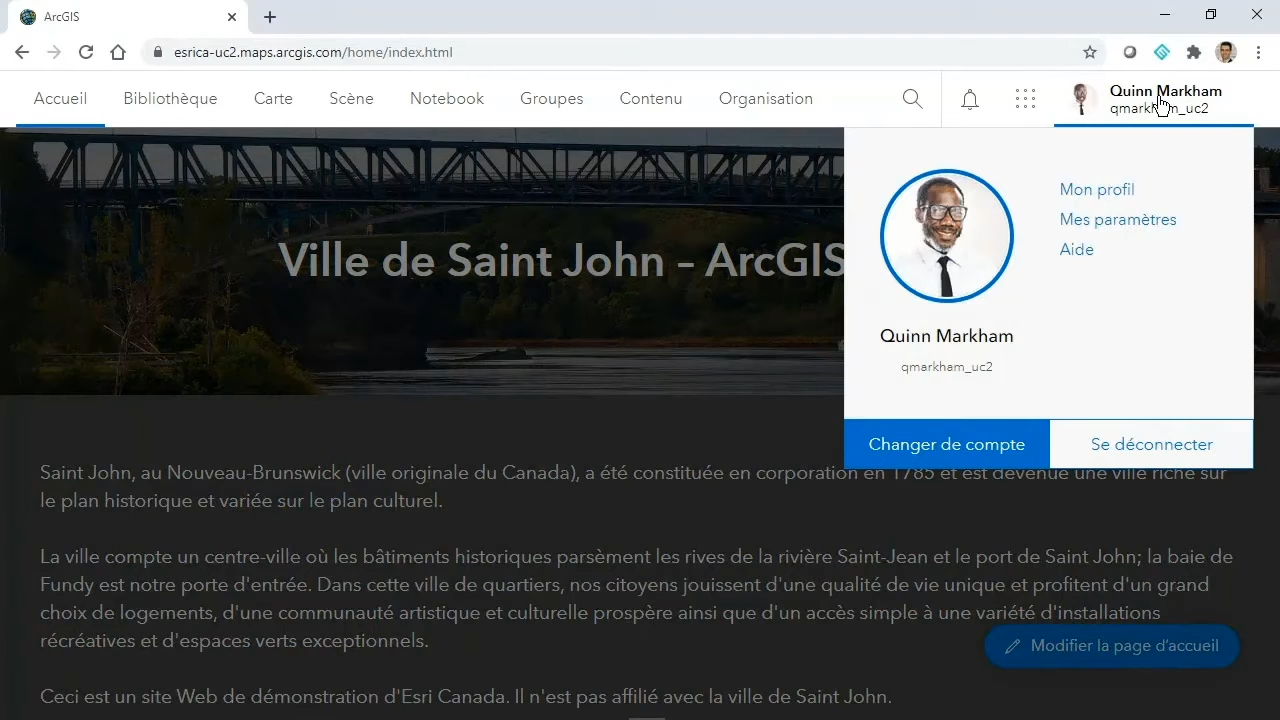 ArcGIS
esrica-uc2.maps.arcgis.com/home/index.html
Accueil Bibliothèque Carte Scène Notebook Groupes Contenu Organisation
Quinn Markham
qmarkham_uc2
Mon profil
Mes paramètres
Aide
Ville de Saint John – ArcGIS
Quinn Markham
qmarkham_uc2
Changer de compte Se déconnecter
Saint John, au Nouveau-Brunswick (ville originale du Canada), a été constituée en corporation en 1785 et est devenue une ville riche sur
le plan historique et variée sur le plan culturel.
La ville compte un centre-ville où les bâtiments historiques parsèment les rives de la rivière Saint-Jean et le port de Saint John; la baie de
Fundy est notre porte d'entrée. Dans cette ville de quartiers, nos citoyens jouissent d'une qualité de vie unique et profitent d'un grand
choix de logements, d'une communauté artistique et culturelle prospère ainsi que d'un accès simple à une variété d'installations
récréatives et d'espaces verts exceptionnels.
Modifier la page d'accueil
Ceci est un site Web de démonstration d'Esri Canada. Il n'est pas affilié avec la ville de Saint John.